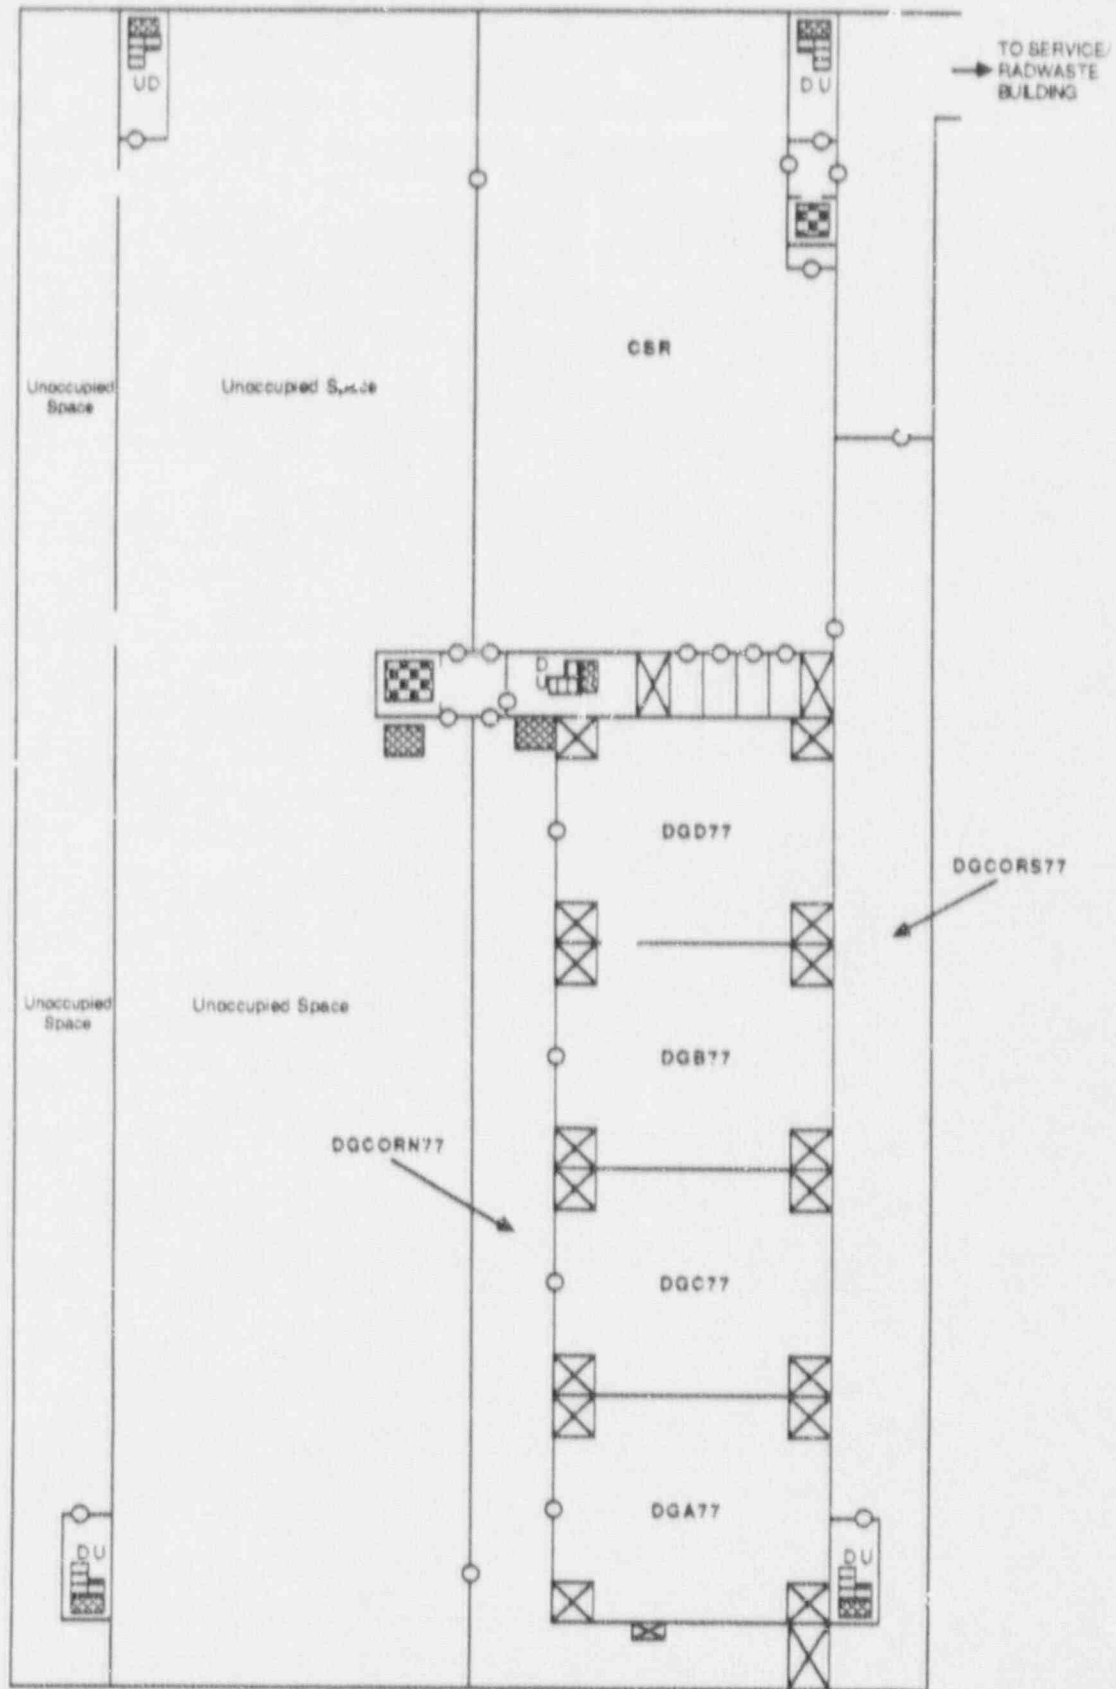 TO SERVICE/
RADWASTE
BUILDING
UD
DU
CSR
Unoccupied
Space
Unoccupied Space
D
U
DGD77
DGCORS77
Unoccupied
Space
Unoccupied Space
DGB77
DGCORN77
DGC77
DGA77
DU
DU